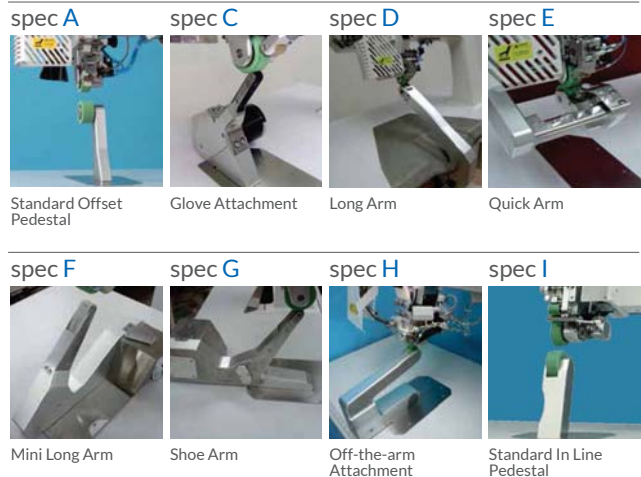 spec A
spec C
spec D
spec E
Standard Offset
Pedestal
Glove Attachment
Long Arm
Quick Arm
spec F
spec G
spec H
spec I
Mini Long Arm
Shoe Arm
Off-the-arm
Attachment
Standard In Line
Pedestal